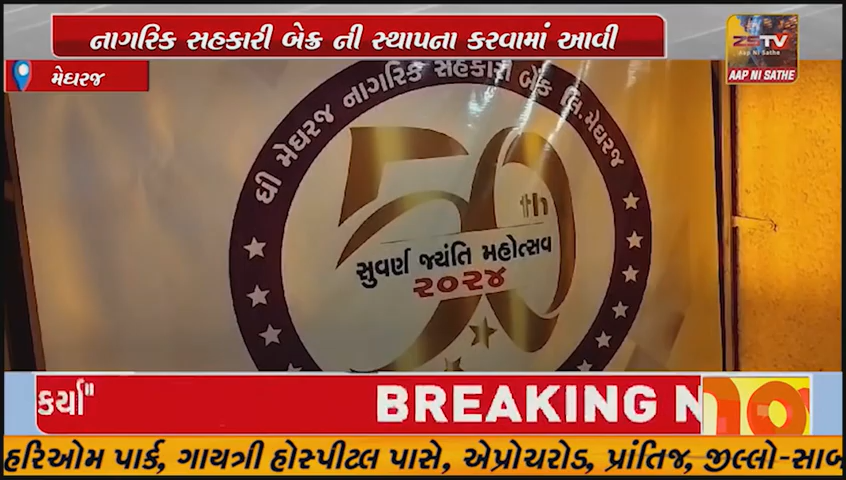 નાગરિક સહકારી બેંક ની સ્થાપના કરવામાં આવી
TV
Aap Ni Sathe
AAP NI SATHE
મેઘરજ
ધી મેઘરજ નાગરિક સહકારી બેંક લિ.મેઘરજ
50th
સુવર્ણ જ્યંતિ મહોત્સવ
૨૦૨૪
કર્યા"
BREAKING N
હરિઓમ પાર્ક, ગાયત્રી હોસ્પીટલ પાસે, એપ્રોચરોડ, પ્રાંતિજ, જીલ્લો-સાબ